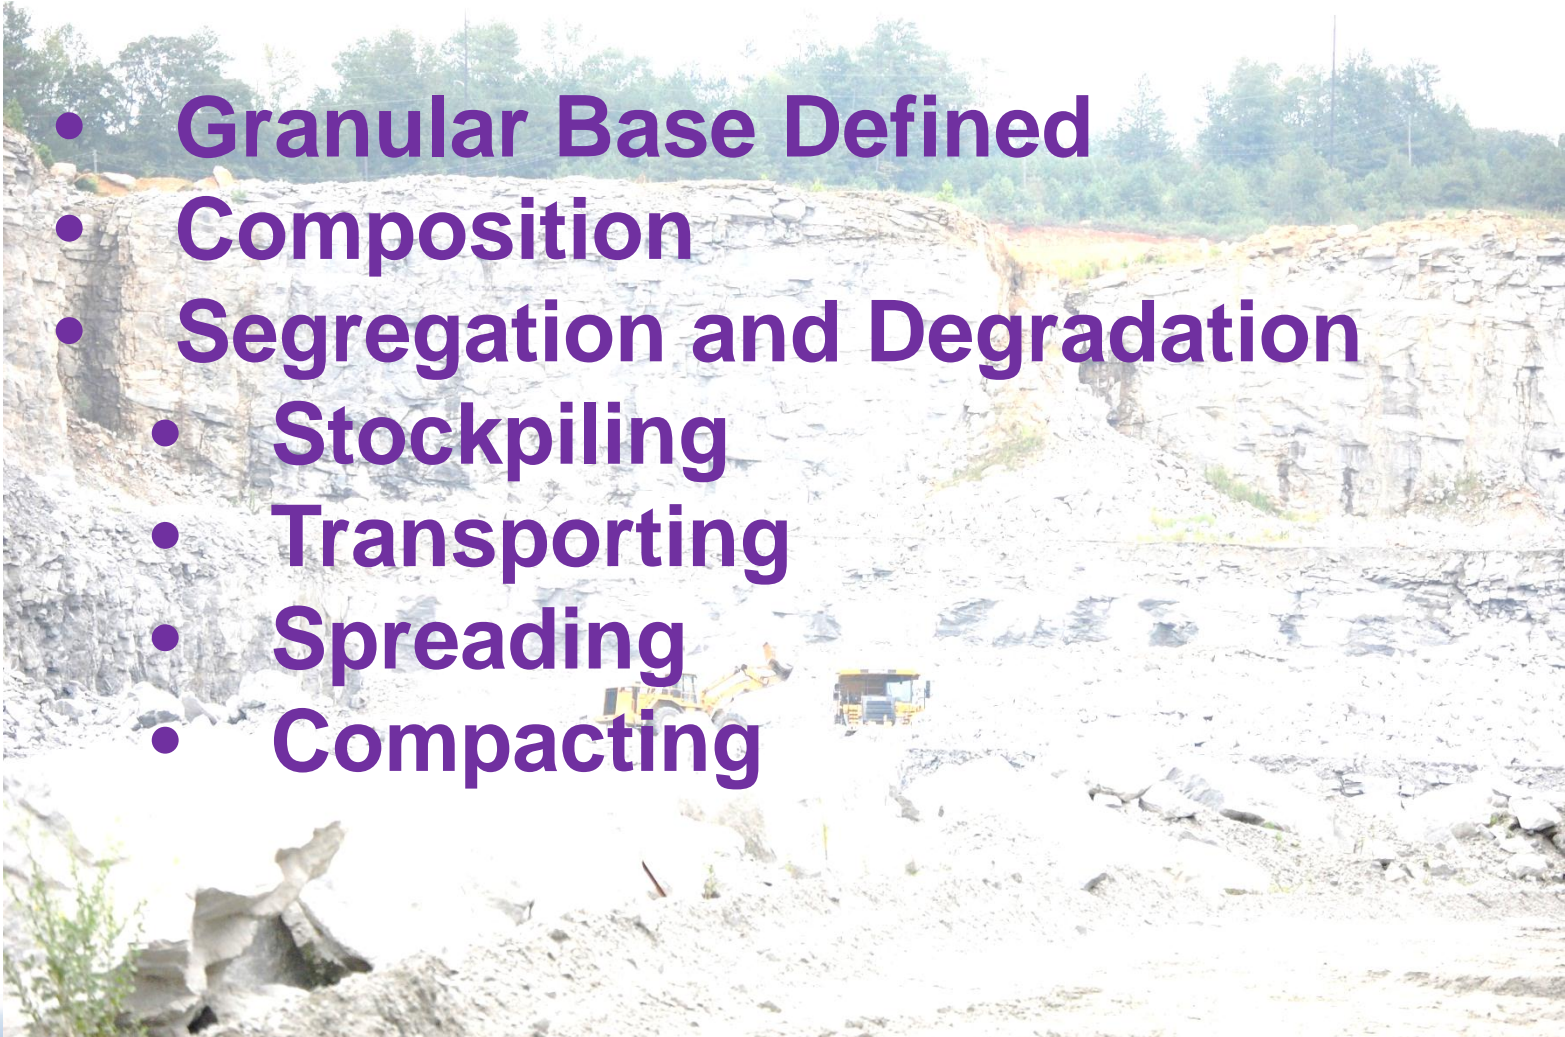 • Granular Base Defined
• Composition
• Segregation and Degradation
• Stockpiling
• Transporting
• Spreading
• Compacting